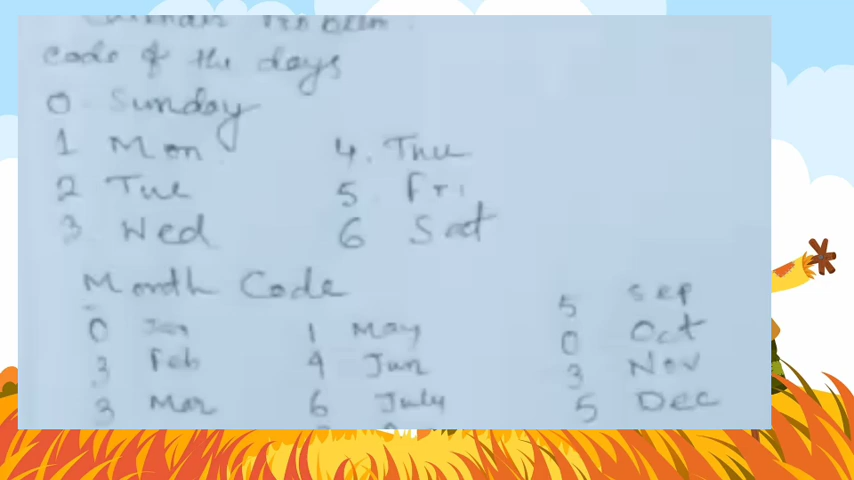 Calendar Problem.
Code of the days
0 Sunday
1 Mon 4. Thu
2 Tue 5. Fri
3 Wed 6 Sat
Month Code
0 Jan 1 May 5 Sep
3 Feb 4 Jun 0 Oct
3 Mar 6 July 3 Nov
5 Dec